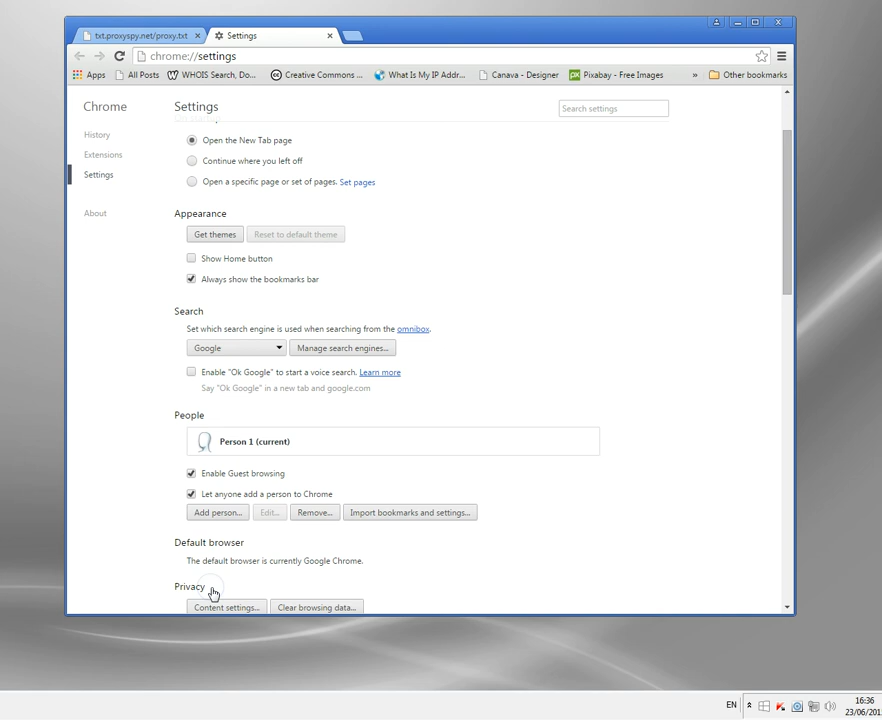 txt.proxyspy.net/proxy.txt
Settings
chrome://settings
Apps
All Posts
WHOIS Search, Do...
Creative Commons ...
What Is My IP Addr...
Canava - Designer
Pixabay - Free Images
»
Other bookmarks
Chrome
Settings
Search settings
History
Extensions
Settings
About
Open the New Tab page
Continue where you left off
Open a specific page or set of pages. Set pages
Appearance
Get themes
Reset to default theme
Show Home button
Always show the bookmarks bar
Search
Set which search engine is used when searching from the omnibox.
Google
Manage search engines...
Enable "Ok Google" to start a voice search. Learn more
Say "Ok Google" in a new tab and google.com
People
Person 1 (current)
Enable Guest browsing
Let anyone add a person to Chrome
Add person...
Edit...
Remove...
Import bookmarks and settings...
Default browser
The default browser is currently Google Chrome.
Privacy
Content settings...
Clear browsing data...
EN
16:36
23/06/201